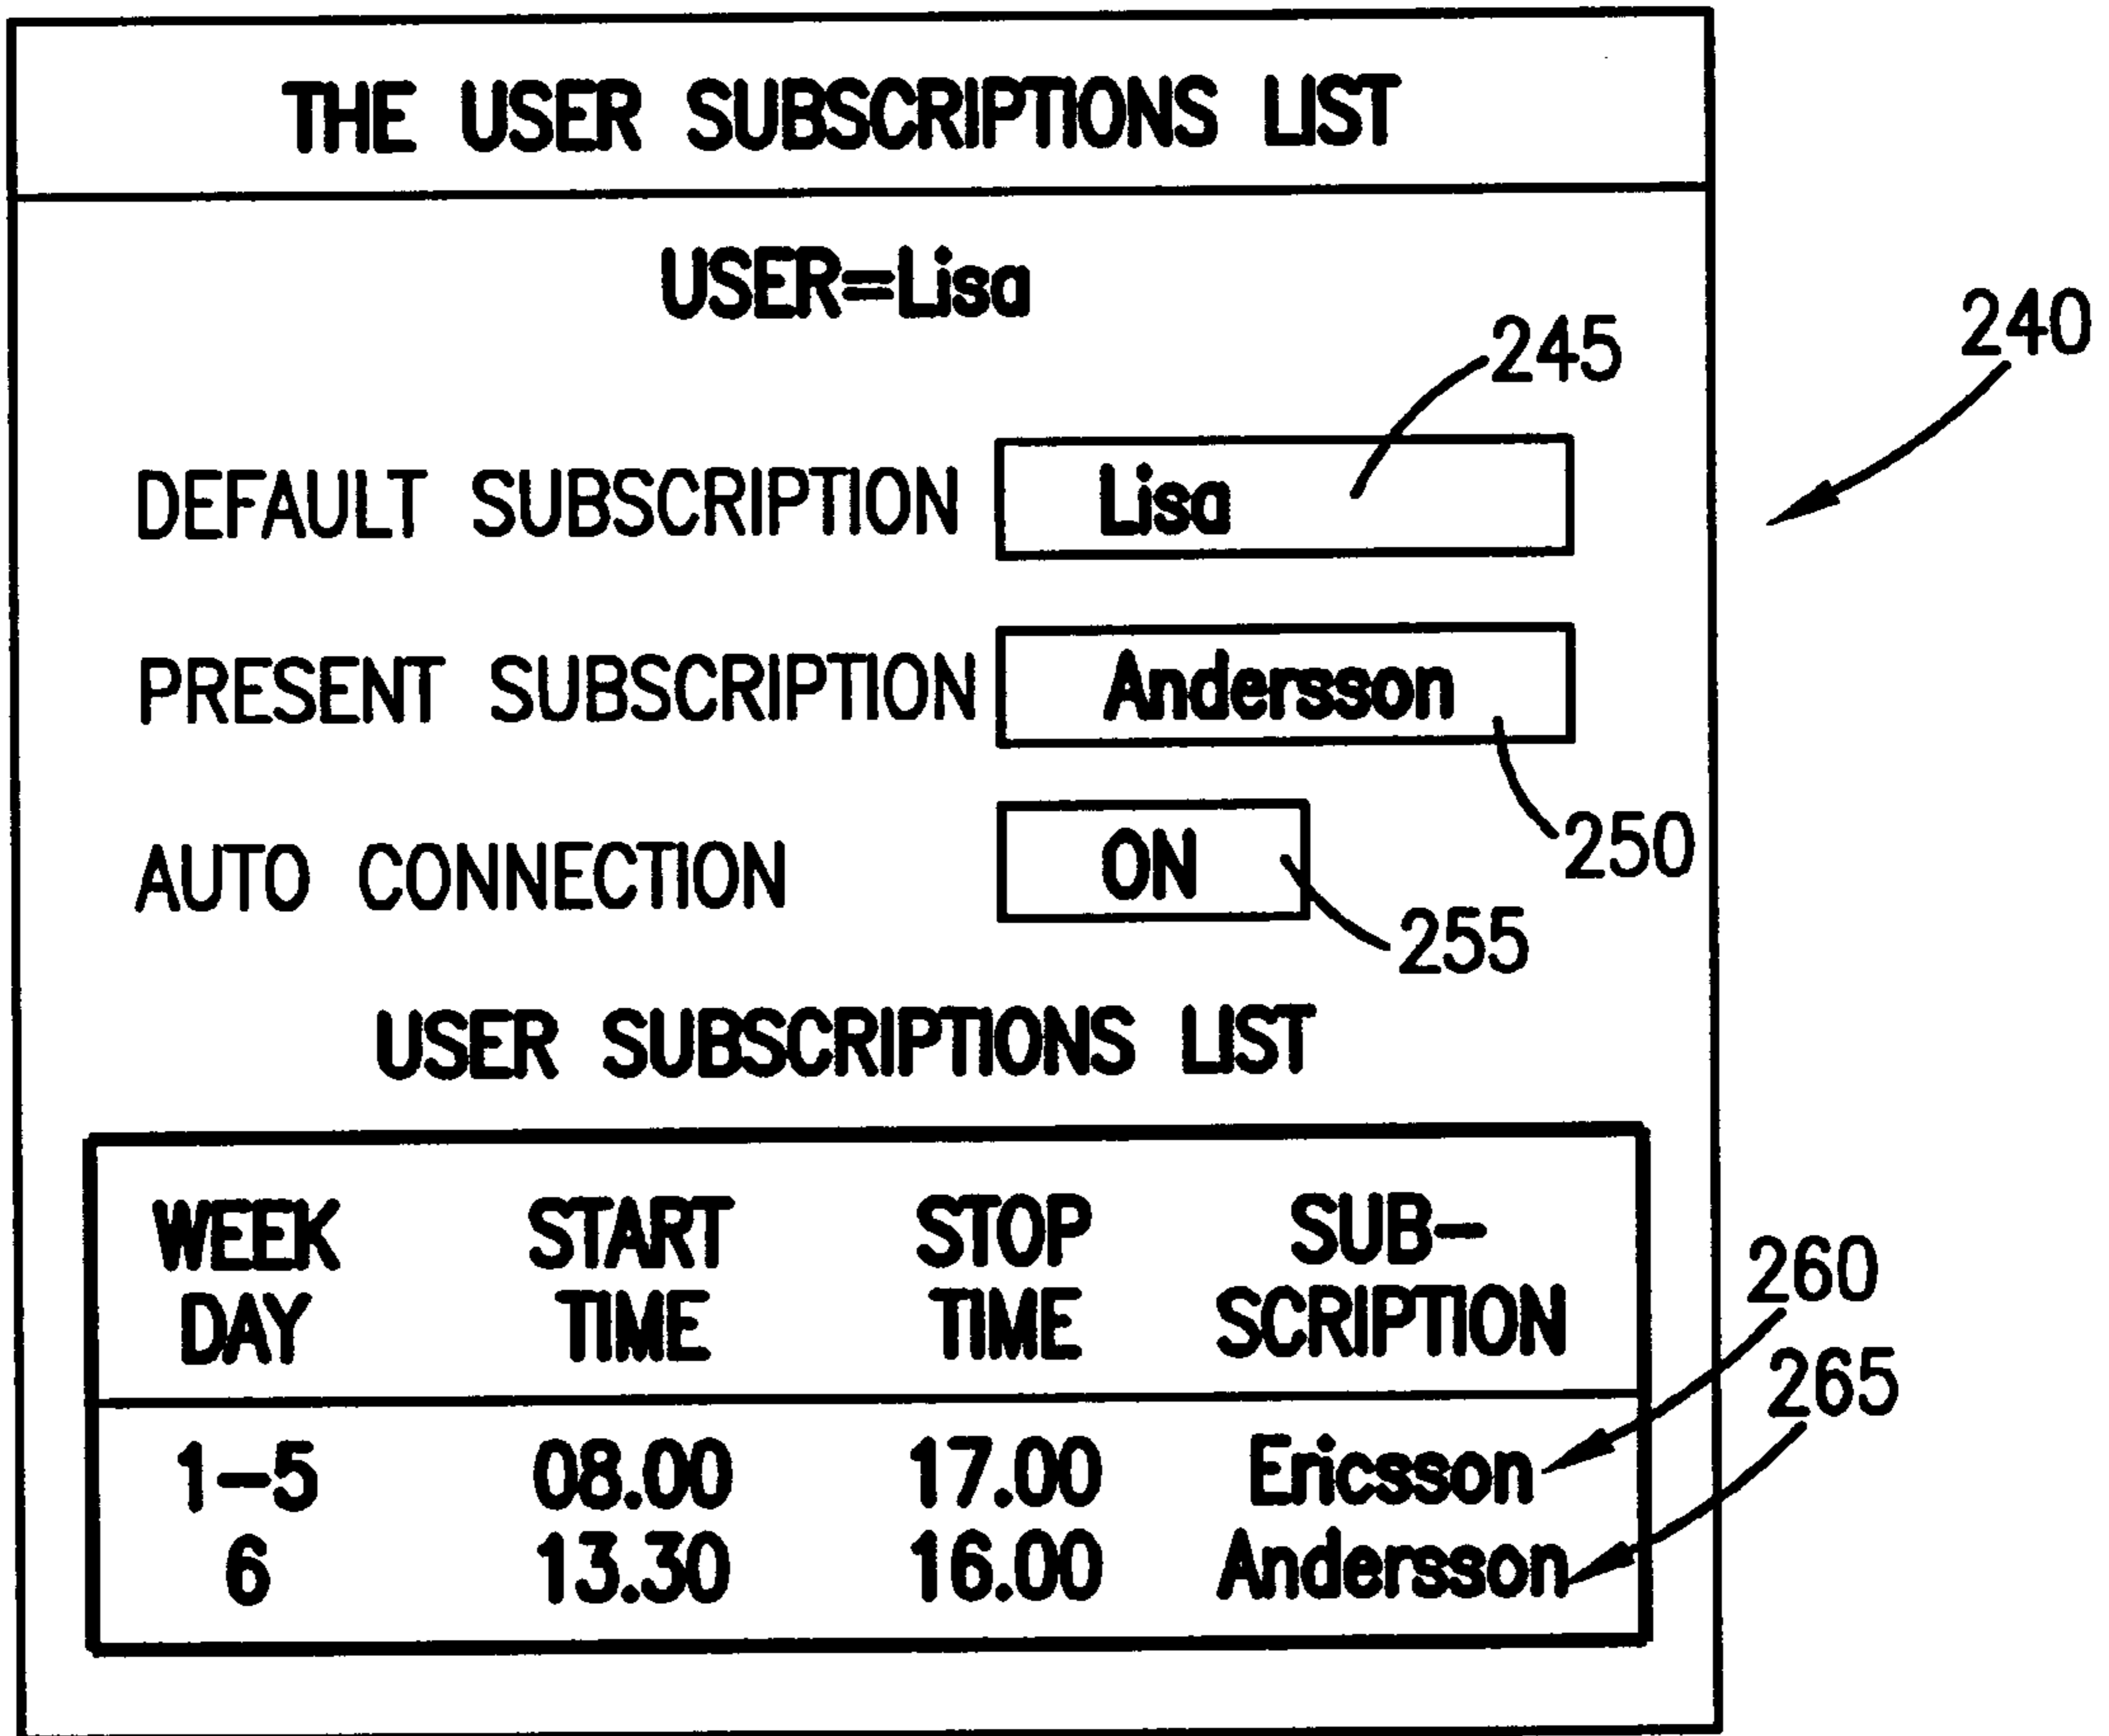 THE USER SUBSCRIPTIONS LIST
USER=Lisa
245
240
DEFAULT SUBSCRIPTION Lisa
PRESENT SUBSCRIPTION Andersson
250
AUTO CONNECTION ON
255
USER SUBSCRIPTIONS LIST
WEEK START STOP SUB-
DAY TIME TIME SCRIPTION
260
265
1-5 08.00 17.00 Ericsson
6 13.30 16.00 Andersson